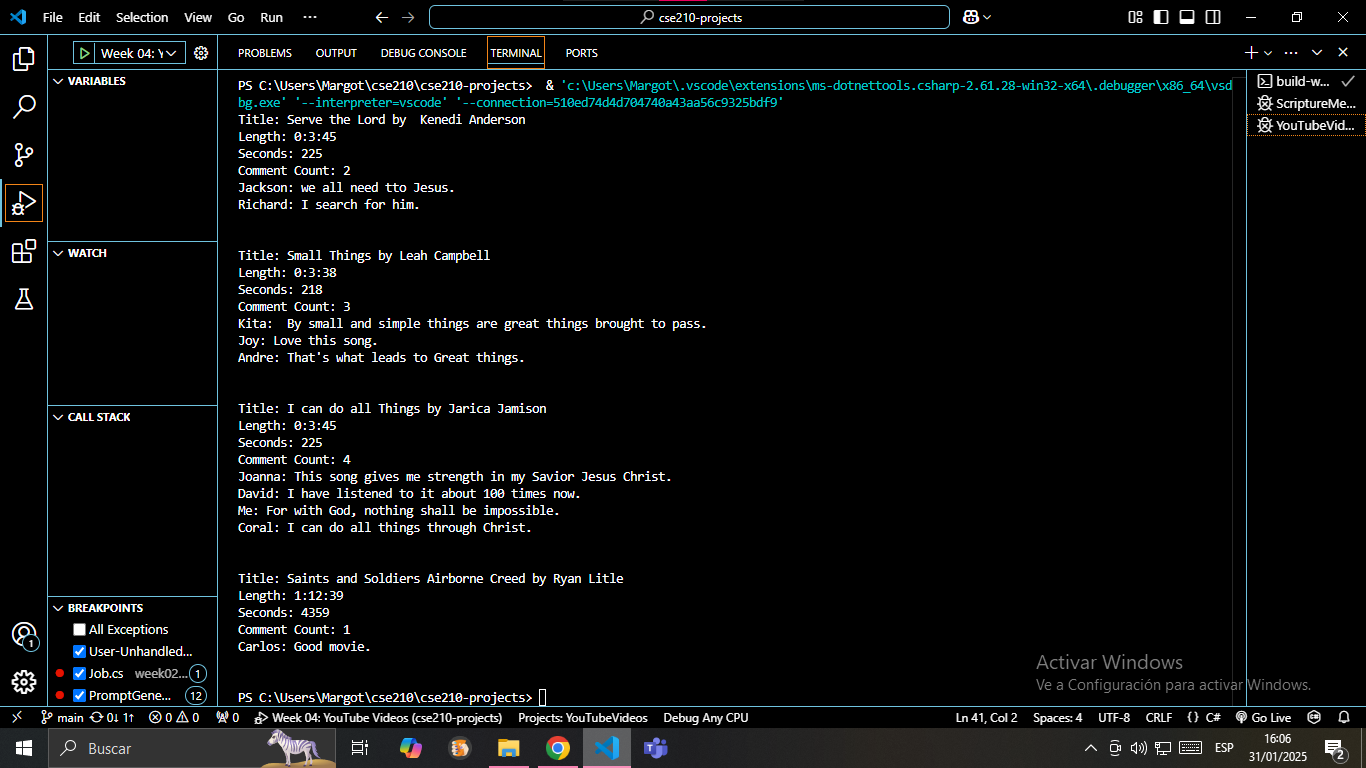 File Edit Selection View Go Run ···
cse210-projects
Week 04: Y
PROBLEMS OUTPUT DEBUG CONSOLE TERMINAL PORTS
VARIABLES
WATCH
CALL STACK
BREAKPOINTS
All Exceptions
User-Unhandled...
Job.cs week02... 1
PromptGene... 12
1
PS C:\Users\Margot\cse210\cse210-projects>  & 'c:\Users\Margot\.vscode\extensions\ms-dotnettools.csharp-2.61.28-win32-x64\.debugger\x86_64\vsd
bg.exe' '--interpreter=vscode' '--connection=510ed74d4d704740a43aa56c9325bdf9'
Title: Serve the Lord by  Kenedi Anderson
Length: 0:3:45
Seconds: 225
Comment Count: 2
Jackson: we all need tto Jesus.
Richard: I search for him.
Title: Small Things by Leah Campbell
Length: 0:3:38
Seconds: 218
Comment Count: 3
Kita:  By small and simple things are great things brought to pass.
Joy: Love this song.
Andre: That's what leads to Great things.
Title: I can do all Things by Jarica Jamison
Length: 0:3:45
Seconds: 225
Comment Count: 4
Joanna: This song gives me strength in my Savior Jesus Christ.
David: I have listened to it about 100 times now.
Me: For with God, nothing shall be impossible.
Coral: I can do all things through Christ.
Title: Saints and Soldiers Airborne Creed by Ryan Litle
Length: 1:12:39
Seconds: 4359
Comment Count: 1
Carlos: Good movie.
PS C:\Users\Margot\cse210\cse210-projects>
build-w...
ScriptureMe...
YouTubeVid...
Activar Windows
Ve a Configuración para activar Windows.
main 0↓ 1↑ 0 0 0 Week 04: YouTube Videos (cse210-projects) Projects: YouTubeVideos Debug Any CPU
Ln 41, Col 2 Spaces: 4 UTF-8 CRLF {} C# Go Live
Buscar
ESP
16:06
31/01/2025
2